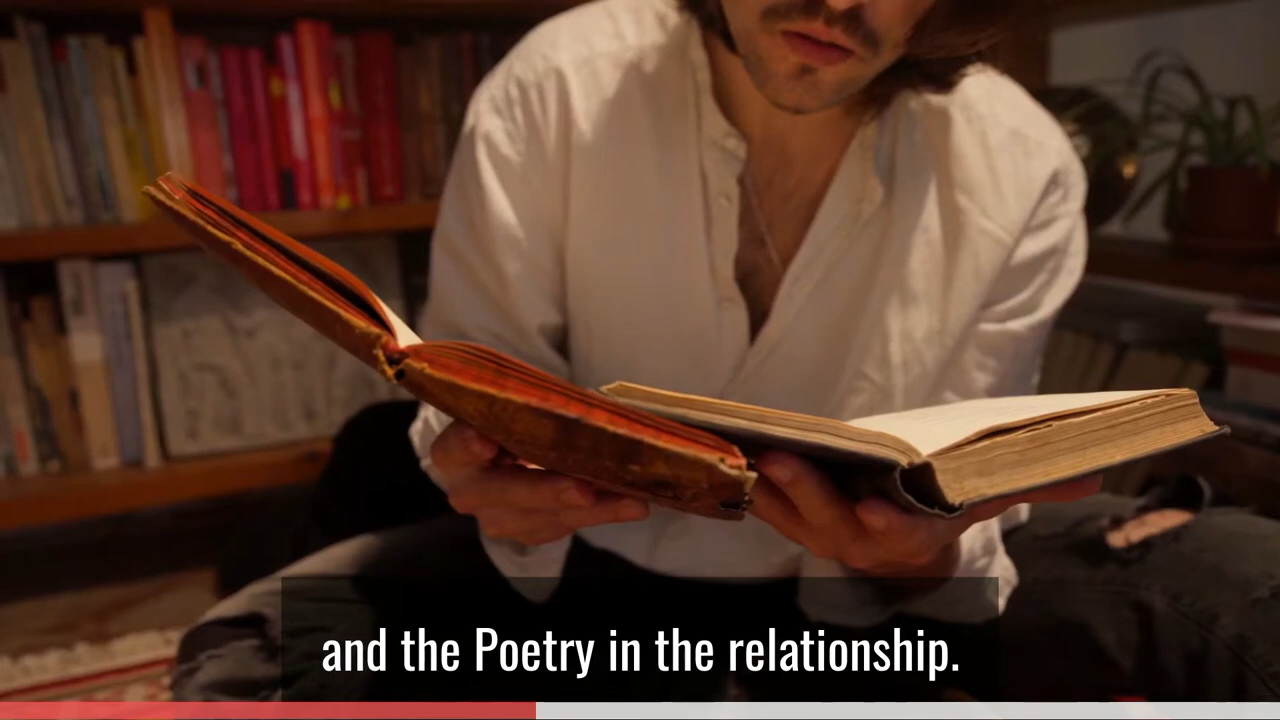 and the Poetry in the relationship.